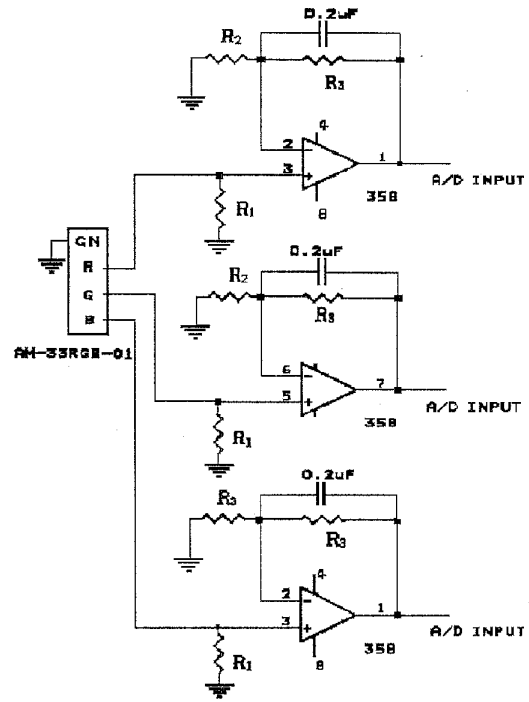 0.2uF
R2
R3
4
2
1
3
A/D INPUT
8
358
R1
GN
R
G
B
AM-33RGB-01
0.2uF
R2
R3
6
7
5
A/D INPUT
358
R1
0.2uF
R3
R3
4
2
1
3
A/D INPUT
8
358
R1